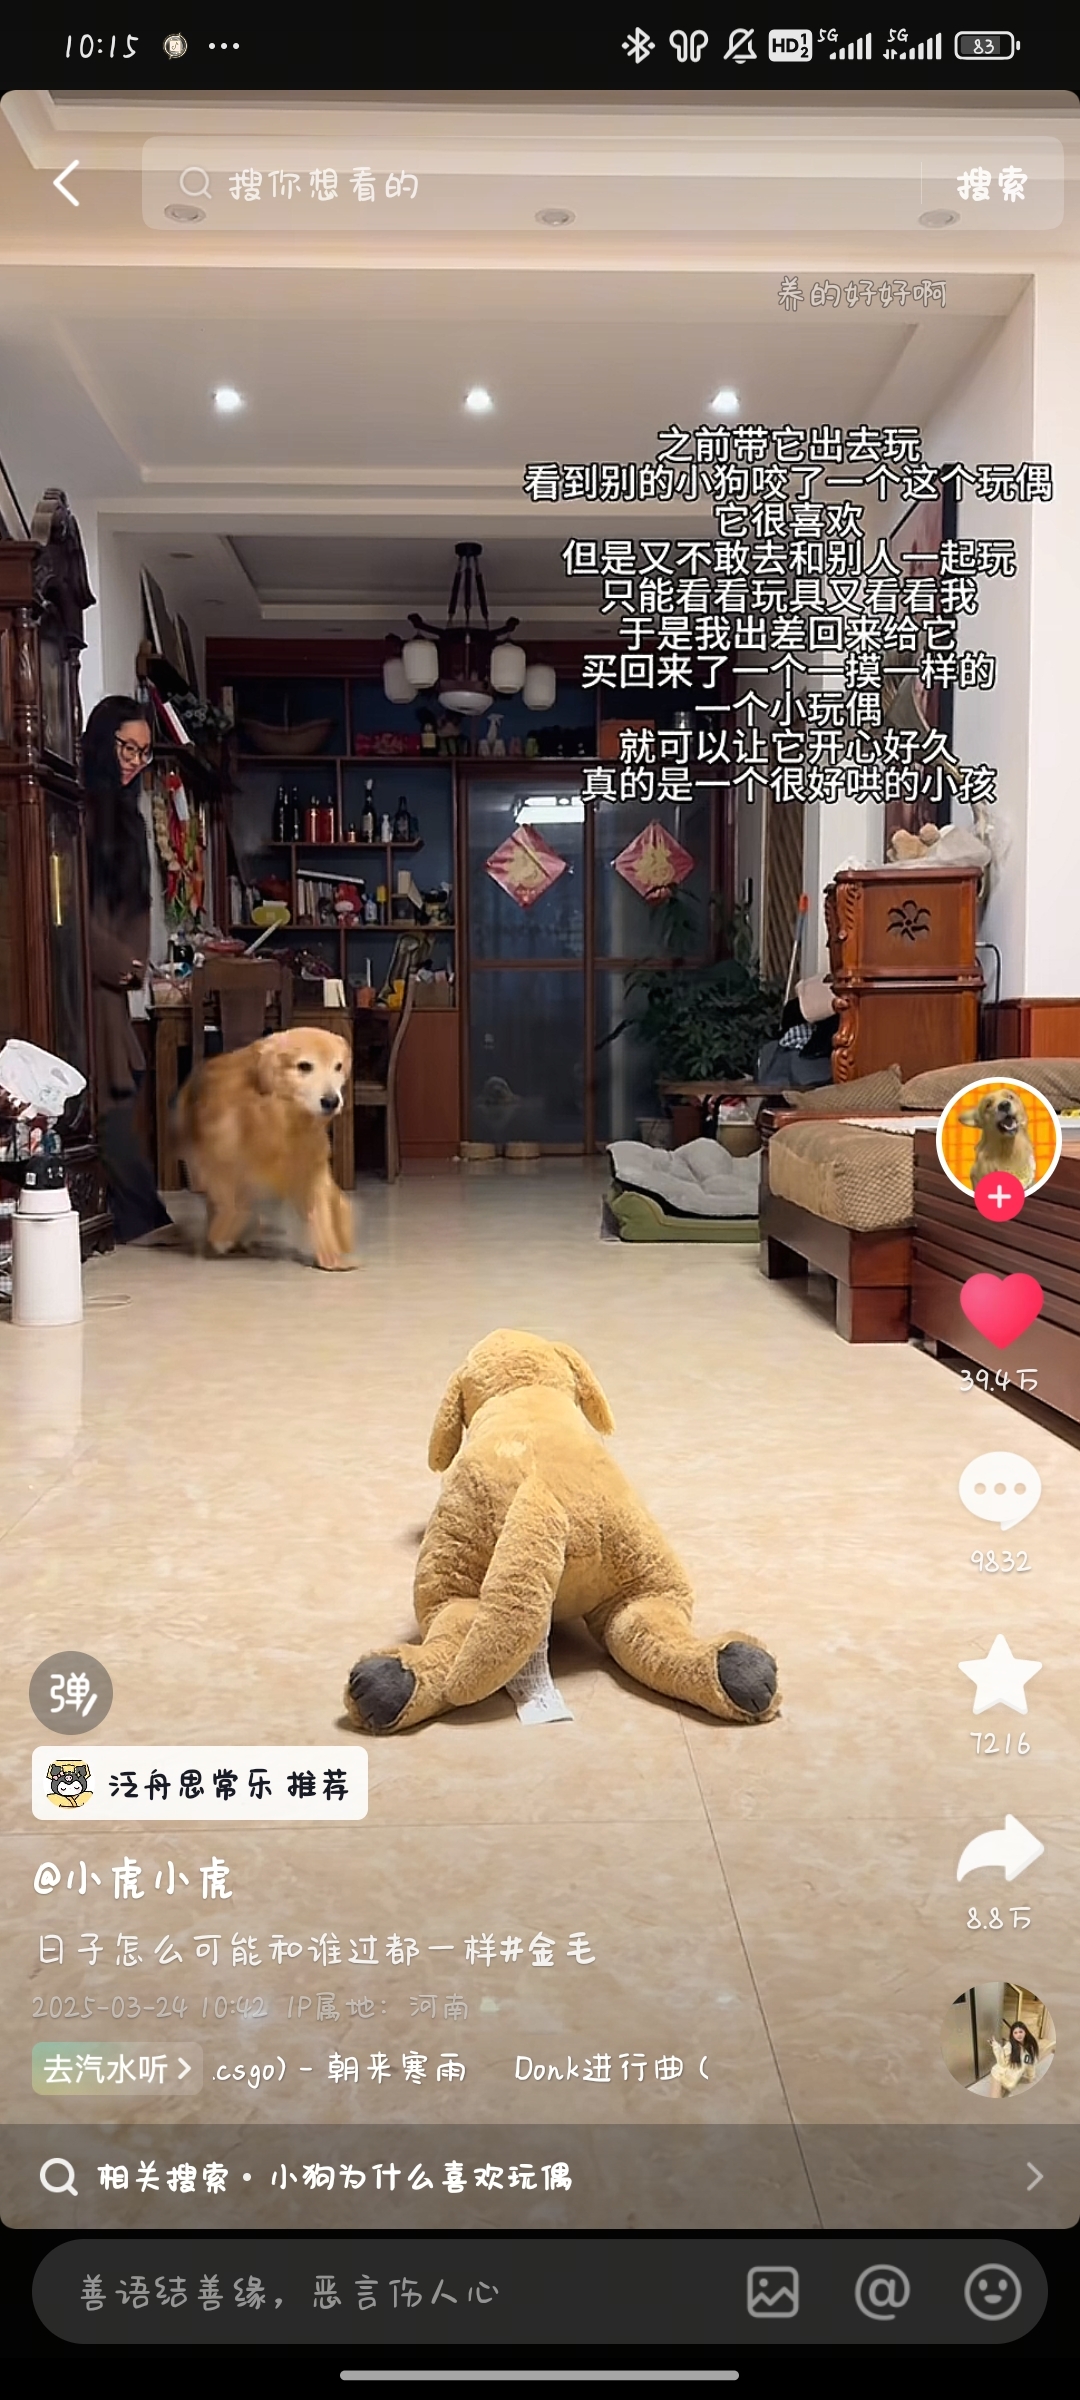 10:15
HD 1 2
5G
5G
83
搜你想看的
搜索
养的好好啊
之前带它出去玩
看到别的小狗咬了一个这个玩偶
它很喜欢
但是又不敢去和别人一起玩
只能看看玩具又看看我
于是我出差回来给它
买回来了一个一摸一样的
一个小玩偶
就可以让它开心好久
真的是一个很好哄的小孩
39.4万
9832
7216
8.8万
弹
泛舟思常乐 推荐
@小虎小虎
日子怎么可能和谁过都一样#金毛
2025-03-24 10:42 IP属地：河南
去汽水听 .csgo) - 朝来寒雨 Donk进行曲 (
相关搜索·小狗为什么喜欢玩偶
善语结善缘，恶言伤人心